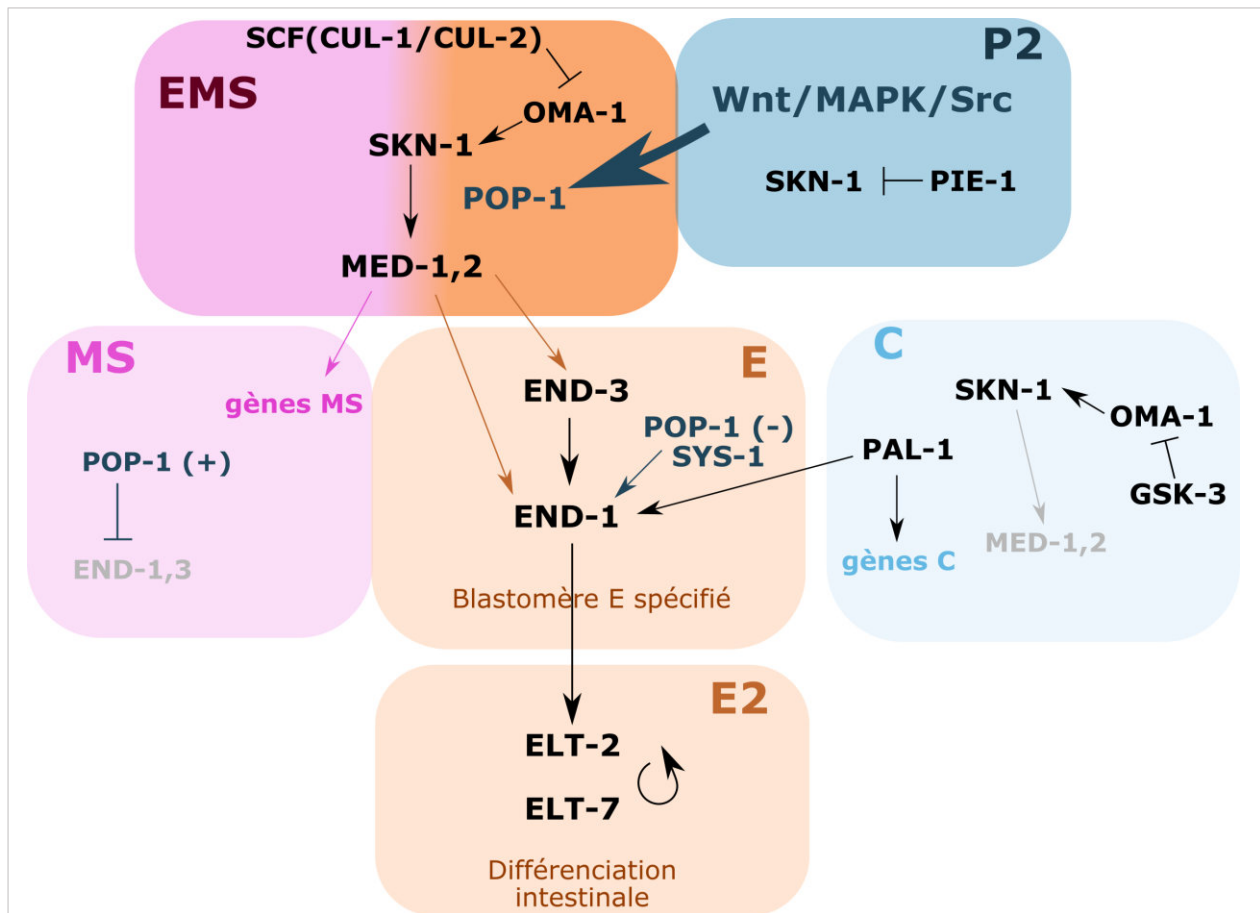 SCF(CUL-1/CUL-2)
EMS
OMA-1
SKN-1
POP-1
MED-1,2
P2
Wnt/MAPK/Src
SKN-1
PIE-1
MS
gènes MS
POP-1 (+)
END-1,3
E
END-3
POP-1 (-)
SYS-1
END-1
Blastomère E spécifié
C
SKN-1
OMA-1
PAL-1
GSK-3
MED-1,2
gènes C
E2
ELT-2
ELT-7
Différenciation
intestinale